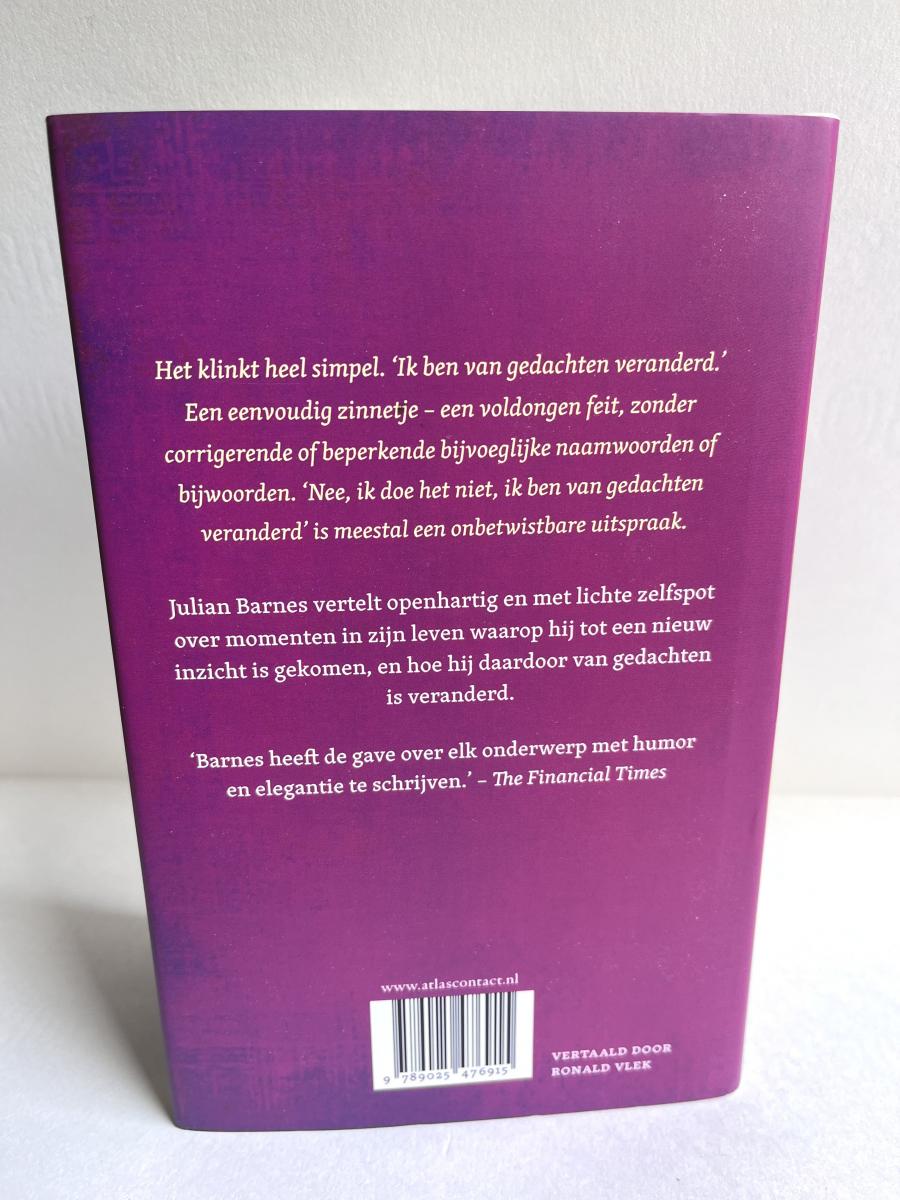 Het klinkt heel simpel. ‘Ik ben van gedachten veranderd.’
Een eenvoudig zinnetje – een voldongen feit, zonder
corrigerende of beperkende bijvoeglijke naamwoorden of
bijwoorden. ‘Nee, ik doe het niet, ik ben van gedachten
veranderd’ is meestal een onbetwistbare uitspraak.
Julian Barnes vertelt openhartig en met lichte zelfspot
over momenten in zijn leven waarop hij tot een nieuw
inzicht is gekomen, en hoe hij daardoor van gedachten
is veranderd.
‘Barnes heeft de gave over elk onderwerp met humor
en elegantie te schrijven.’ – The Financial Times
www.atlascontact.nl
9 789025 476915
VERTAALD DOOR
RONALD VLEK